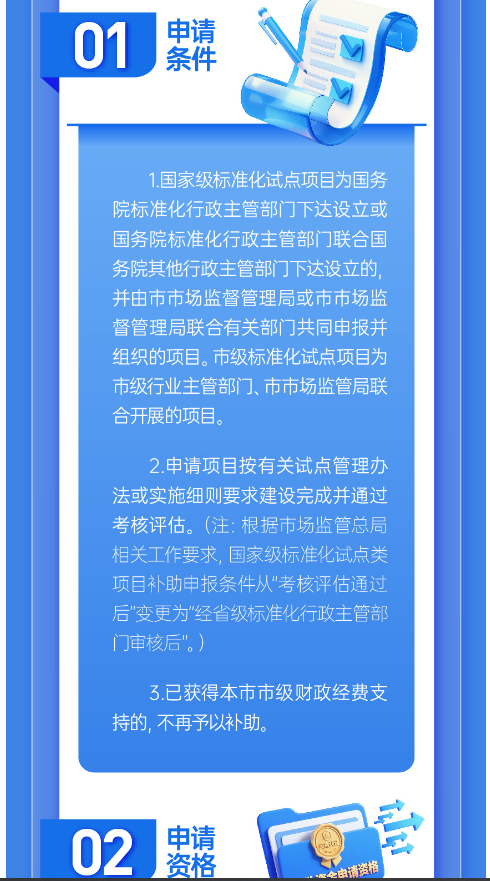 01
申请
条件
1.国家级标准化试点项目为国务
院标准化行政主管部门下达设立或
国务院标准化行政主管部门联合国
务院其他行政主管部门下达设立的,
并由市市场监督管理局或市市场监
督管理局联合有关部门共同申报并
组织的项目。市级标准化试点项目为
市级行业主管部门、市市场监管局联
合开展的项目。
2.申请项目按有关试点管理办
法或实施细则要求建设完成并通过
考核评估。(注: 根据市场监管总局
相关工作要求, 国家级标准化试点类
项目补助申报条件从“考核评估通过
后”变更为“经省级标准化行政主管部
门审核后”。)
3.已获得本市市级财政经费支
持的, 不再予以补助。
02
申请
资格
资金申请资格